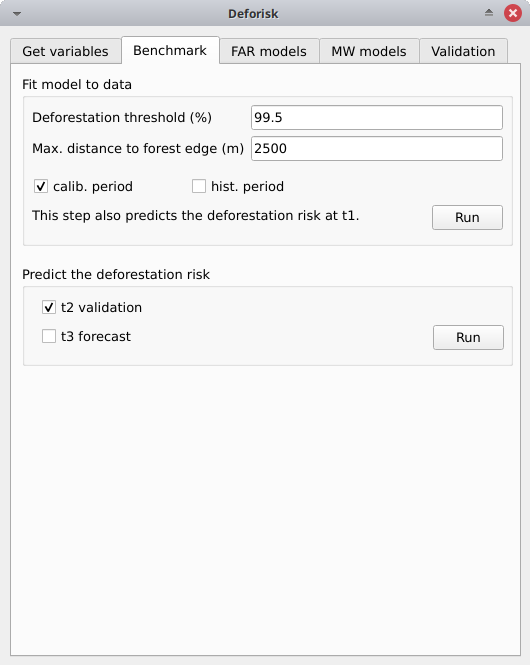 Deforisk
Get variables Benchmark FAR models MW models Validation
Fit model to data
Deforestation threshold (%) 99.5
Max. distance to forest edge (m) 2500
calib. period hist. period
This step also predicts the deforestation risk at t1. Run
Predict the deforestation risk
t2 validation
t3 forecast Run